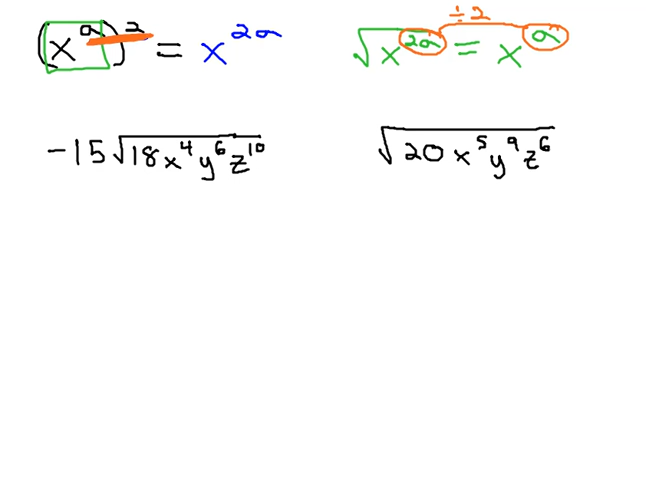 (x^a)^2 = x^{2a}
÷2
√x^{2a} = x^a
-15√18x^4y^6z^{10}
√20x^5y^9z^6